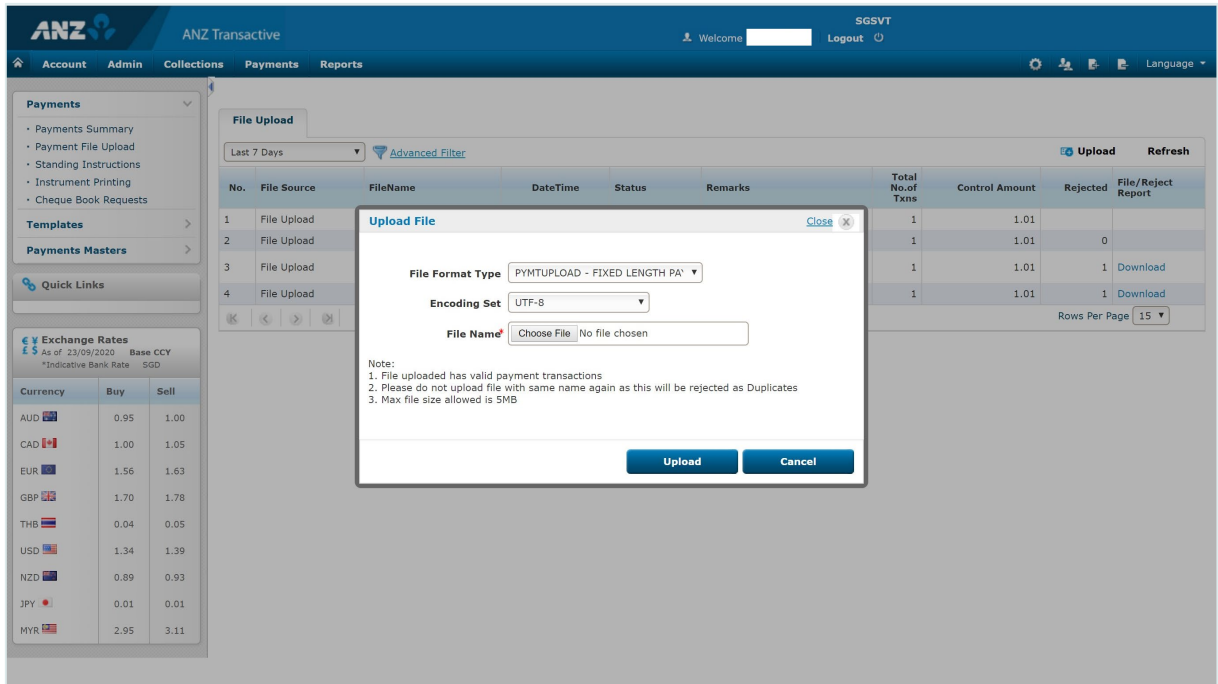 ANZ
ANZ Transactive
SGSVT
Welcome
Logout
Account Admin Collections Payments Reports
Language
Payments
Payments Summary
Payment File Upload
Standing Instructions
Instrument Printing
Cheque Book Requests
Templates
Payments Masters
Quick Links
Exchange Rates
As of 23/09/2020 Base CCY
*Indicative Bank Rate SGD
Currency Buy Sell
AUD 0.95 1.00
CAD 1.00 1.05
EUR 1.56 1.63
GBP 1.70 1.78
THB 0.04 0.05
USD 1.34 1.39
NZD 0.89 0.93
JPY 0.01 0.01
MYR 2.95 3.11
File Upload
Last 7 Days Advanced Filter Upload Refresh
No. File Source FileName DateTime Status Remarks Total No.of Txns Control Amount Rejected File/Reject Report
1 File Upload 1 1.01
2 File Upload 1 1.01 0
3 File Upload 1 1.01 1 Download
4 File Upload 1 1.01 1 Download
Rows Per Page 15
Upload File Close X
File Format Type PYMTUPLOAD - FIXED LENGTH PA
Encoding Set UTF-8
File Name* Choose File No file chosen
Note:
1. File uploaded has valid payment transactions
2. Please do not upload file with same name again as this will be rejected as Duplicates
3. Max file size allowed is 5MB
Upload Cancel